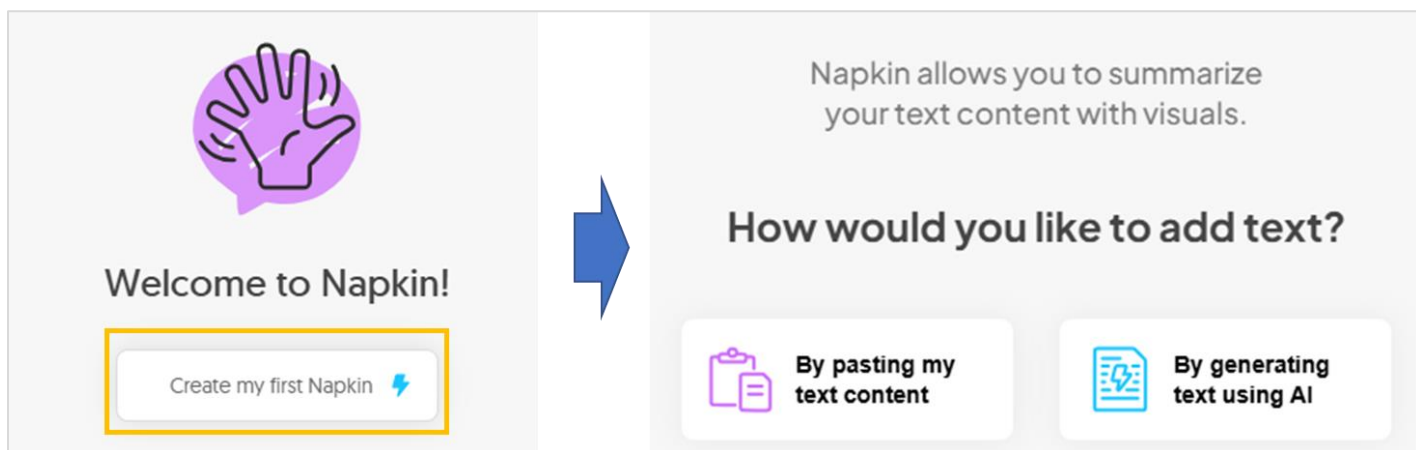 Welcome to Napkin!
Create my first Napkin
Napkin allows you to summarize
your text content with visuals.
How would you like to add text?
By pasting my
text content
By generating
text using AI